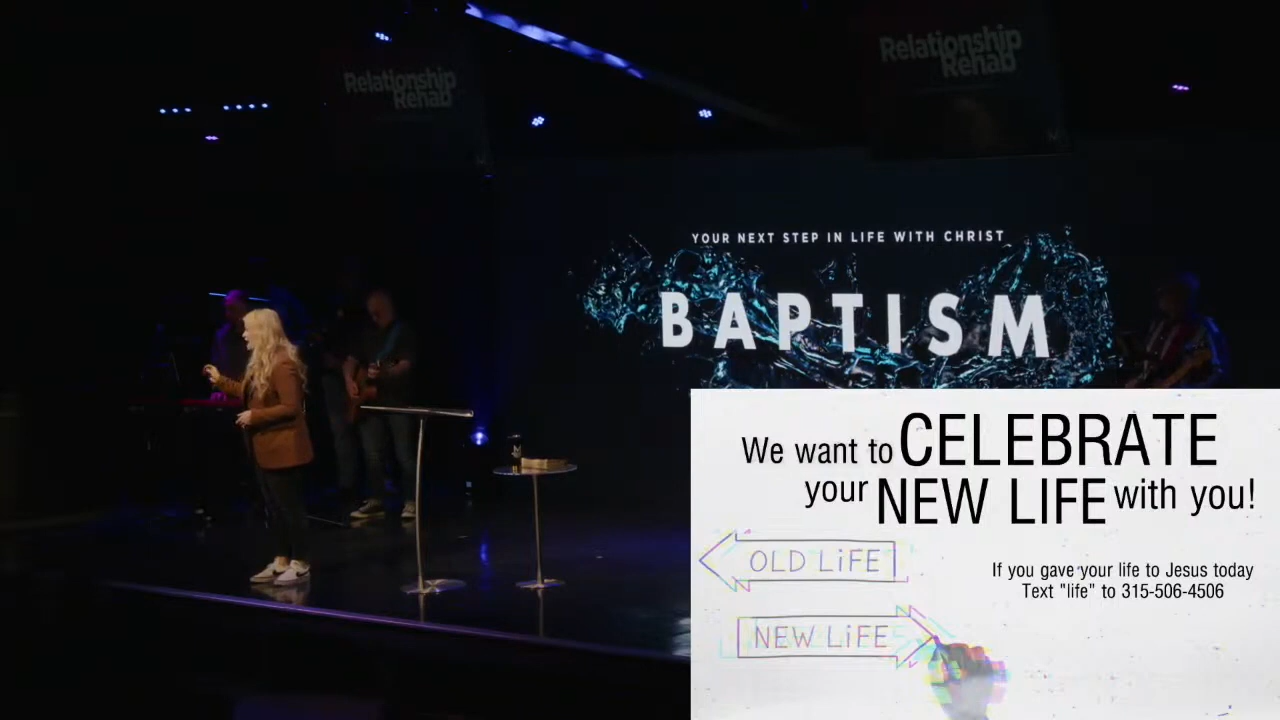 Relationship
Rehab
Relationship
Rehab
YOUR NEXT STEP IN LIFE WITH CHRIST
BAPTISM
We want to CELEBRATE
your NEW LIFE with you!
OLD LiFE
If you gave your life to Jesus today
Text "life" to 315-506-4506
NEW LiFE